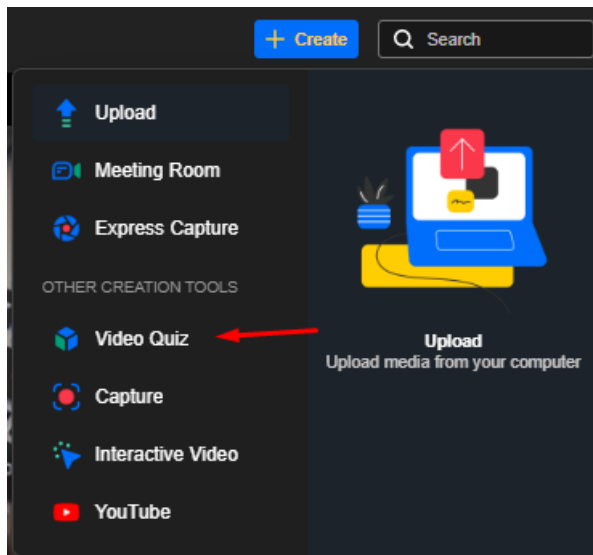 + Create
Search
Upload
Meeting Room
Express Capture
OTHER CREATION TOOLS
Video Quiz
Capture
Interactive Video
YouTube
Upload
Upload media from your computer